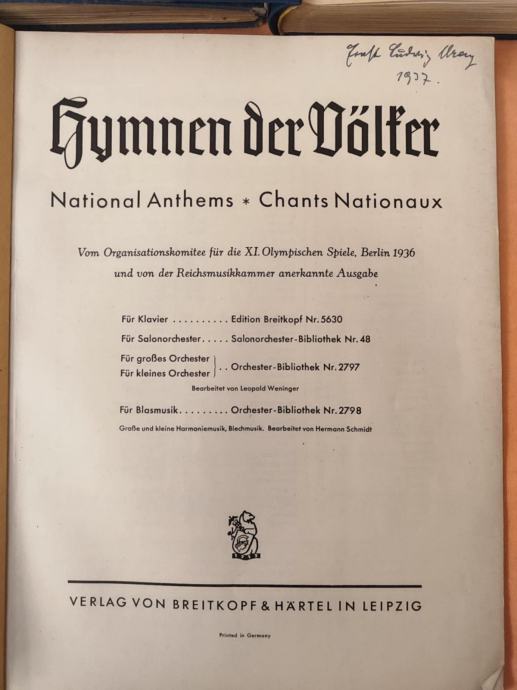 Ernst Ludwig
1937.
Hymnen der Völker
National Anthems * Chants Nationaux
Vom Organisationskomitee für die XI. Olympischen Spiele, Berlin 1936
und von der Reichsmusikkammer anerkannte Ausgabe
Für Klavier . . . . . . . . . . Edition Breitkopf Nr. 5630
Für Salonorchester. . . . . Salonorchester-Bibliothek Nr. 48
Für großes Orchester
Für kleines Orchester } . . Orchester-Bibliothek Nr. 2797
Bearbeitet von Leopold Weninger
Für Blasmusik. . . . . . . . . Orchester-Bibliothek Nr. 2798
Große und kleine Harmoniemusik, Blechmusik. Bearbeitet von Hermann Schmidt
1719
VERLAG VON BREITKOPF & HÄRTEL IN LEIPZIG
Printed in Germany